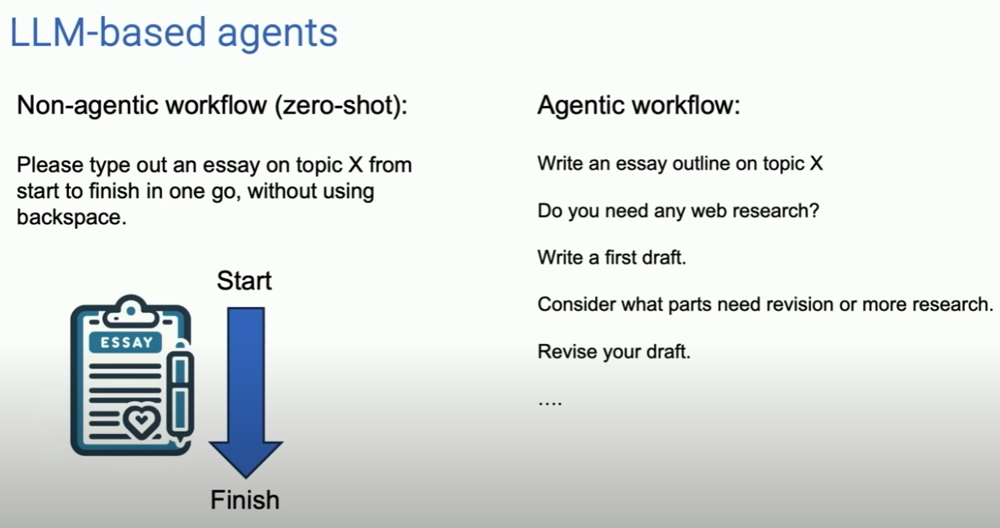 LLM-based agents
Non-agentic workflow (zero-shot):
Please type out an essay on topic X from
start to finish in one go, without using
backspace.
Start
ESSAY
Finish
Agentic workflow:
Write an essay outline on topic X
Do you need any web research?
Write a first draft.
Consider what parts need revision or more research.
Revise your draft.
....